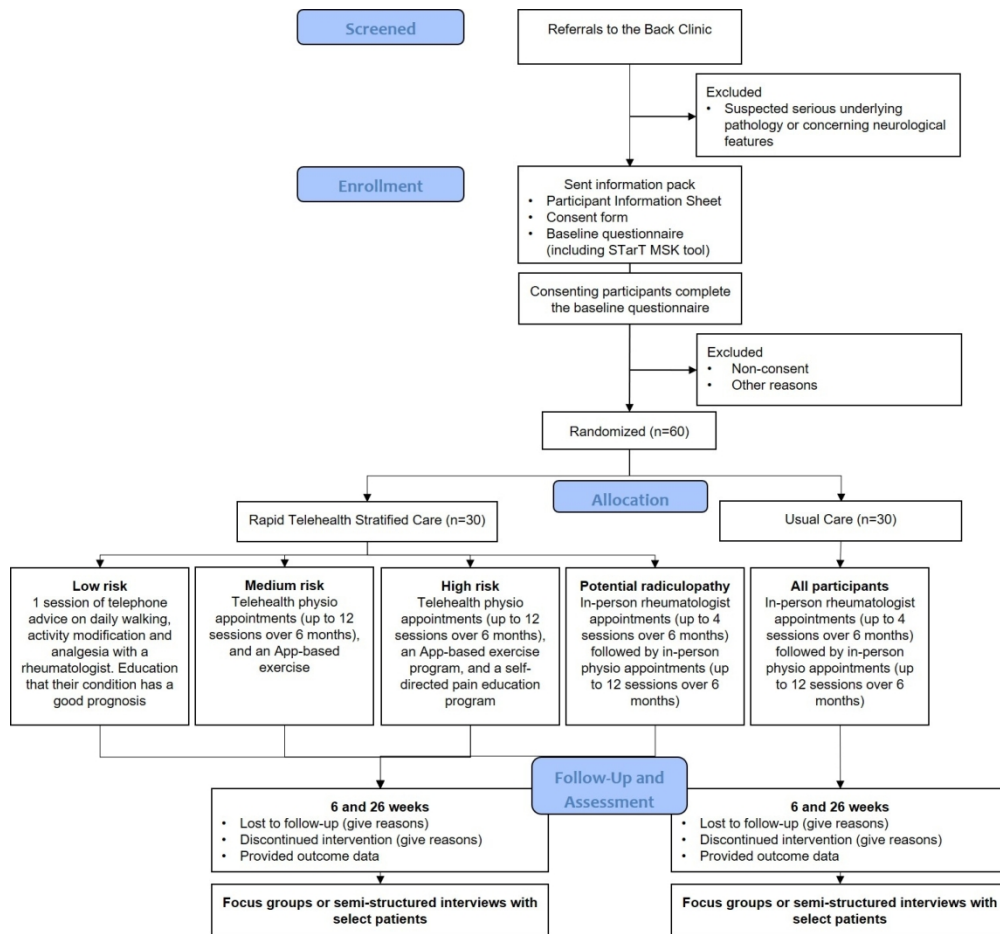 Screened
Referrals to the Back Clinic
Excluded
• Suspected serious underlying
pathology or concerning neurological
features
Enrollment
Sent information pack
• Participant Information Sheet
• Consent form
• Baseline questionnaire
(including STarT MSK tool)
Consenting participants complete
the baseline questionnaire
Excluded
• Non-consent
• Other reasons
Randomized (n=60)
Allocation
Rapid Telehealth Stratified Care (n=30)
Usual Care (n=30)
Low risk
1 session of telephone
advice on daily walking,
activity modification and
analgesia with a
rheumatologist. Education
that their condition has a
good prognosis
Medium risk
Telehealth physio
appointments (up to 12
sessions over 6 months),
and an App-based
exercise
High risk
Telehealth physio
appointments (up to 12
sessions over 6 months),
an App-based exercise
program, and a self-
directed pain education
program
Potential radiculopathy
In-person rheumatologist
appointments (up to 4
sessions over 6 months)
followed by in-person
physio appointments (up
to 12 sessions over 6
months)
All participants
In-person rheumatologist
appointments (up to 4
sessions over 6 months)
followed by in-person
physio appointments (up
to 12 sessions over 6
months)
Follow-Up and
Assessment
6 and 26 weeks
• Lost to follow-up (give reasons)
• Discontinued intervention (give reasons)
• Provided outcome data
6 and 26 weeks
• Lost to follow-up (give reasons)
• Discontinued intervention (give reasons)
• Provided outcome data
Focus groups or semi-structured interviews with
select patients
Focus groups or semi-structured interviews with
select patients